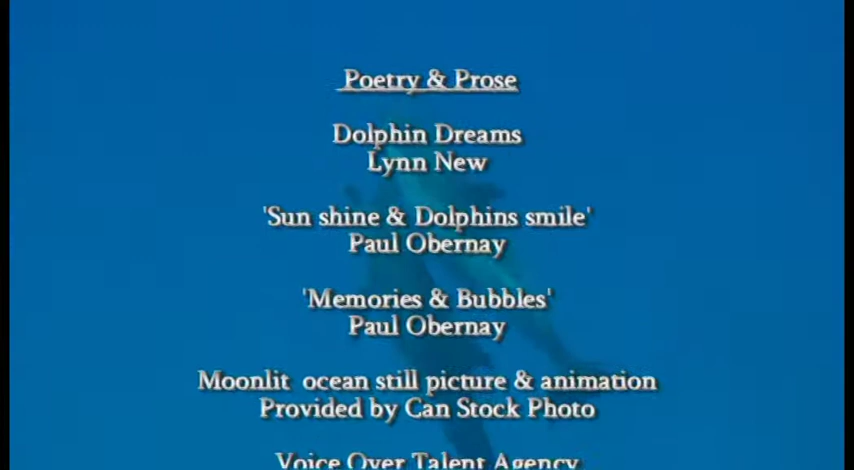 Poetry & Prose
Dolphin Dreams
Lynn New
'Sun shine & Dolphins smile'
Paul Obernay
'Memories & Bubbles'
Paul Obernay
Moonlit ocean still picture & animation
Provided by Can Stock Photo
Voice Over Talent Agency